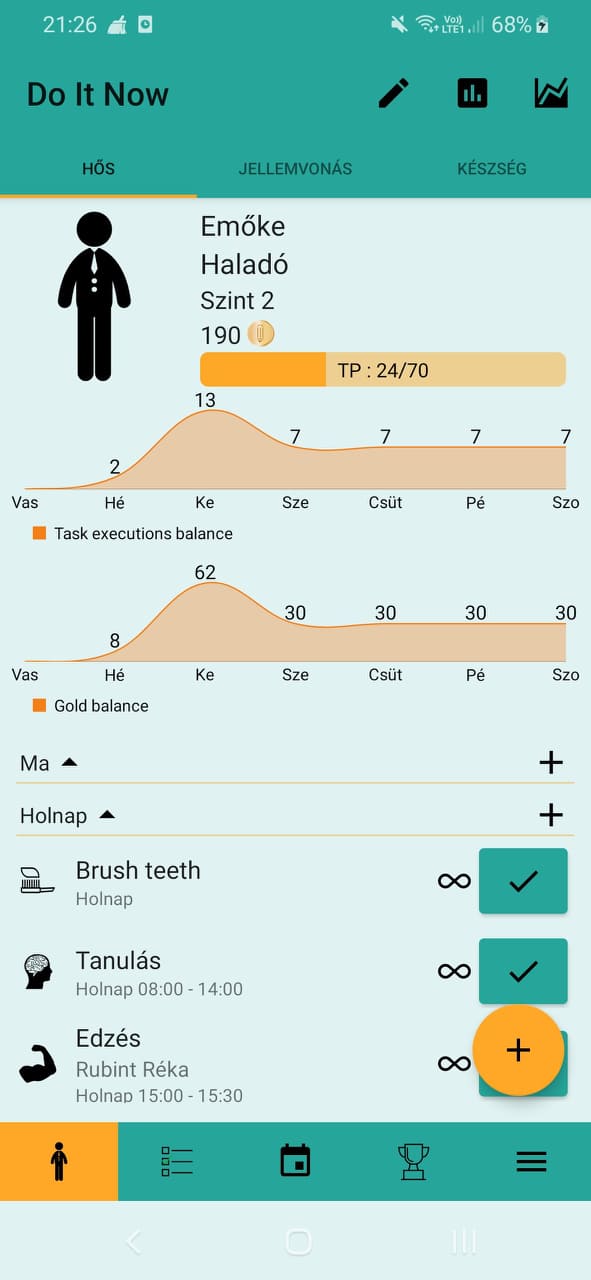 21:26 Vo)) LTE1 68%
Do It Now
HŐS JELLEMVONÁS KÉSZSÉG
Emőke
Haladó
Szint 2
190
TP : 24/70
13
2 7 7 7 7
Vas Hé Ke Sze Csüt Pé Szo
Task executions balance
62
8 30 30 30 30
Vas Hé Ke Sze Csüt Pé Szo
Gold balance
Ma
Holnap
Brush teeth
Holnap
Tanulás
Holnap 08:00 - 14:00
Edzés
Rubint Réka
Holnap 15:00 - 15:30